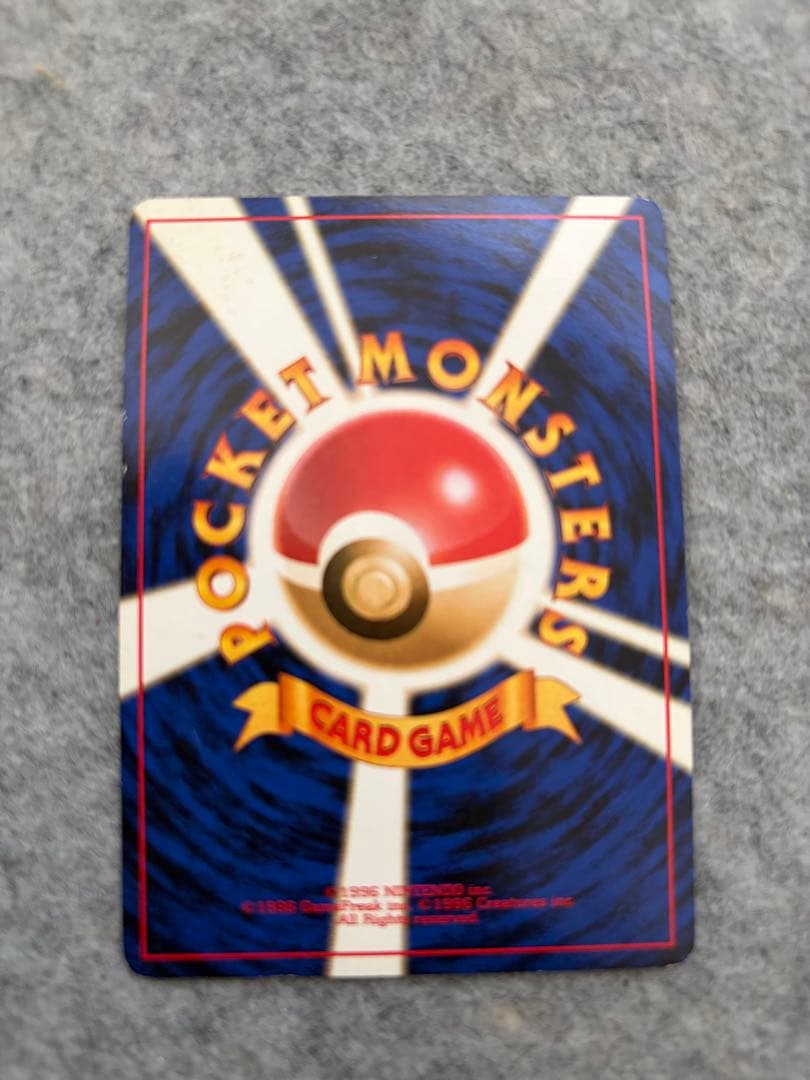 POCKET MONSTERS
CARD GAME
©1996 NINTENDO inc.
©1996 GameFreak inc. ©1996 Creatures inc.
All Rights reserved.